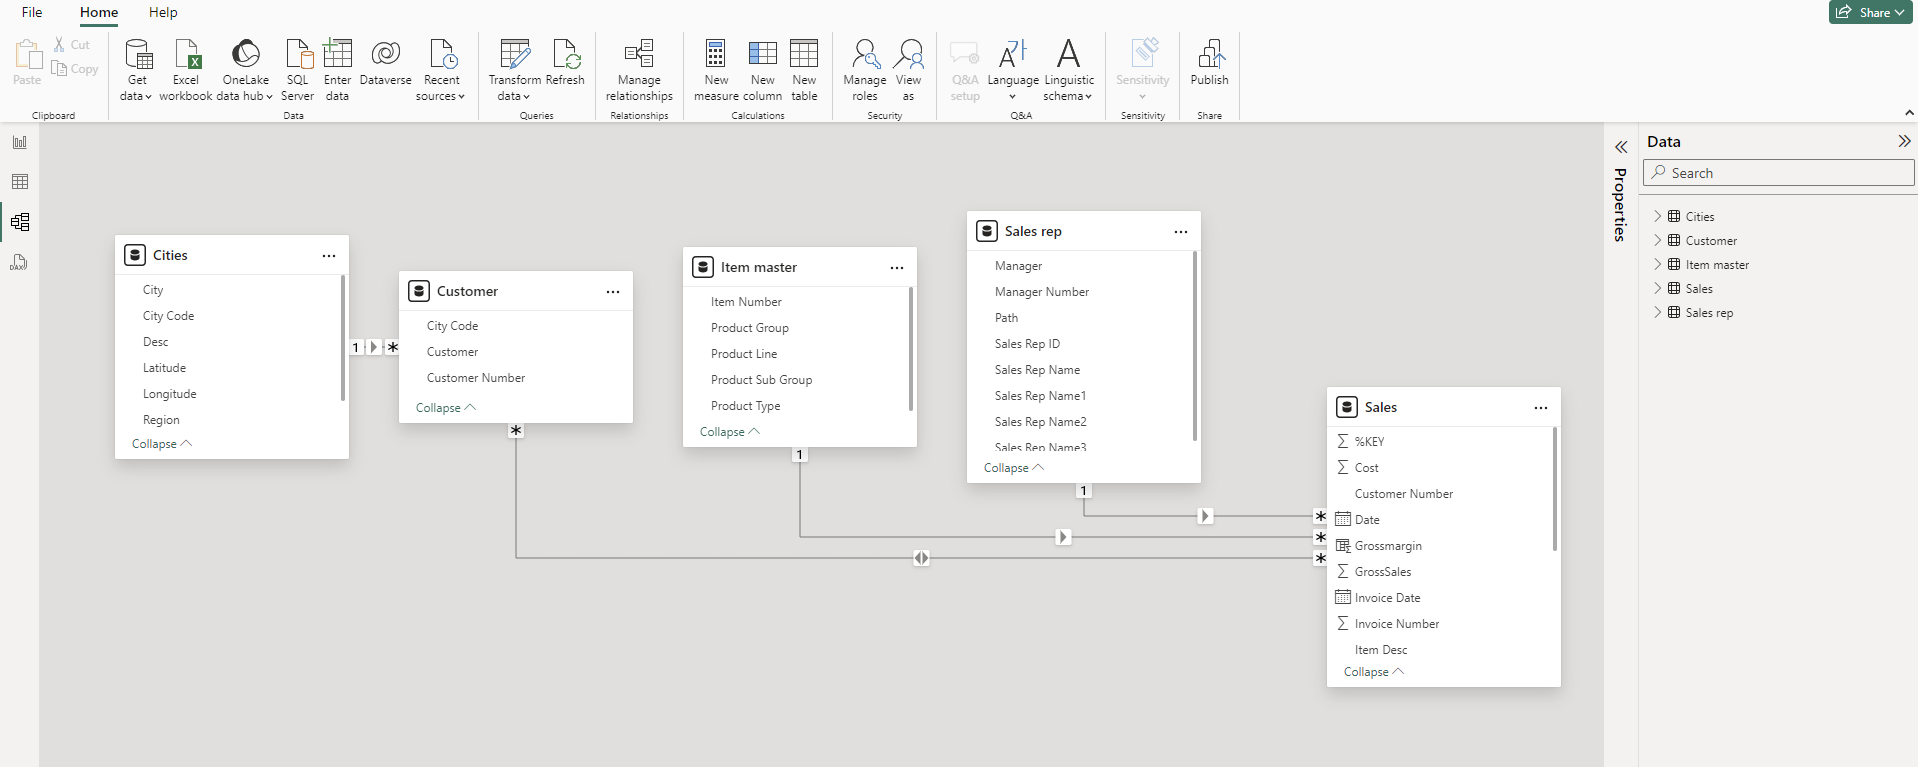 File Home Help
Share
Paste
Cut
Copy
Clipboard
Get data
Excel workbook
OneLake data hub
SQL Server
Enter data
Dataverse
Recent sources
Data
Transform data
Refresh
Queries
Manage relationships
Relationships
New measure
New column
New table
Calculations
Manage roles
View as
Security
Q&A setup
Language
Linguistic schema
Q&A
Sensitivity
Sensitivity
Publish
Share
DAX
Cities
City
City Code
Desc
Latitude
Longitude
Region
Collapse
1
*
Customer
City Code
Customer
Customer Number
Collapse
*
Item master
Item Number
Product Group
Product Line
Product Sub Group
Product Type
Collapse
1
Sales rep
Manager
Manager Number
Path
Sales Rep ID
Sales Rep Name
Sales Rep Name1
Sales Rep Name2
Sales Rep Name3
Collapse
1
*
*
*
Sales
%KEY
Cost
Customer Number
Date
Grossmargin
GrossSales
Invoice Date
Invoice Number
Item Desc
Collapse
Properties
Data
Search
Cities
Customer
Item master
Sales
Sales rep